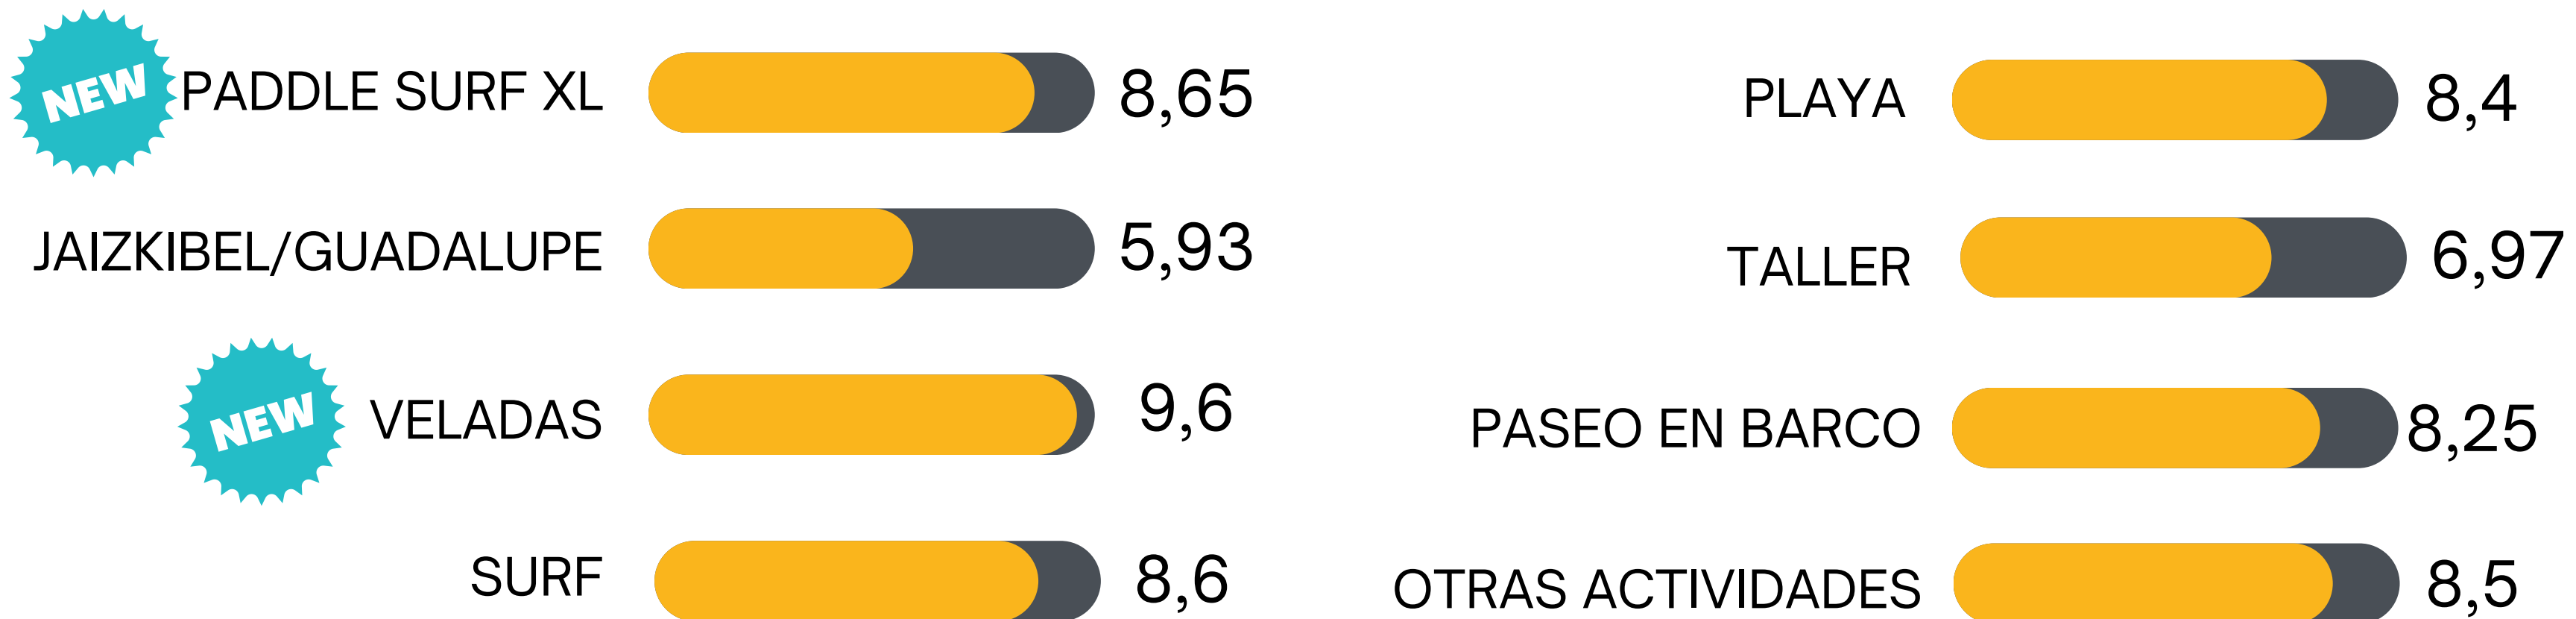 NEW
PADDLE SURF XL 8,65
JAIZKIBEL/GUADALUPE 5,93
NEW
VELADAS 9,6
SURF 8,6
PLAYA 8,4
TALLER 6,97
PASEO EN BARCO 8,25
OTRAS ACTIVIDADES 8,5